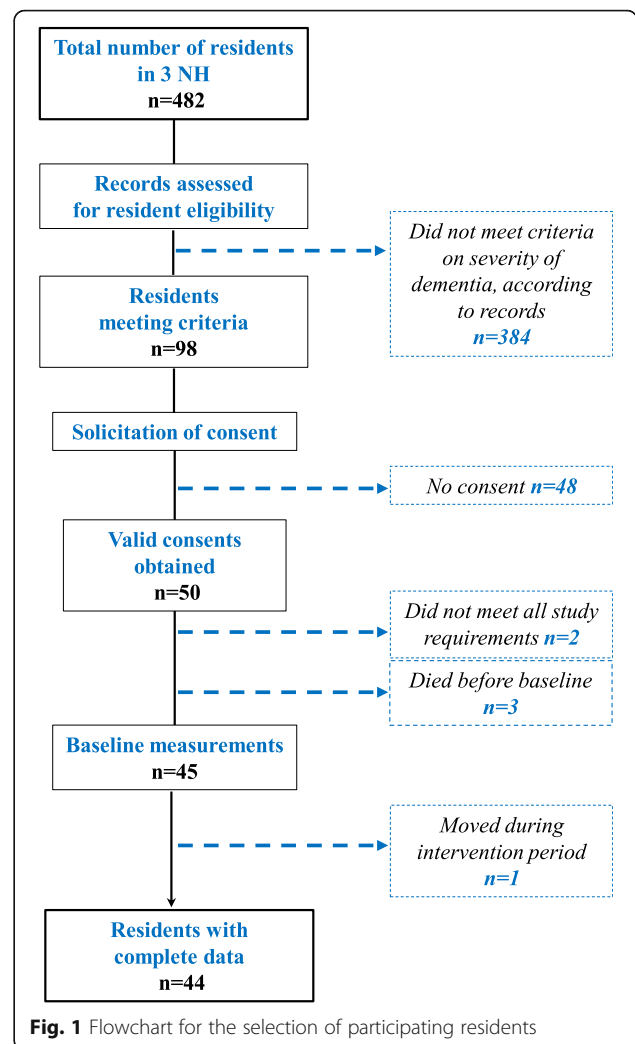 Total number of residents
in 3 NH
n=482
Records assessed
for resident eligibility
Did not meet criteria
on severity of
dementia, according
to records
n=384
Residents
meeting criteria
n=98
Solicitation of consent
No consent n=48
Valid consents
obtained
n=50
Did not meet all study
requirements n=2
Died before baseline
n=3
Baseline measurements
n=45
Moved during
intervention period
n=1
Residents with
complete data
n=44
Fig. 1 Flowchart for the selection of participating residents